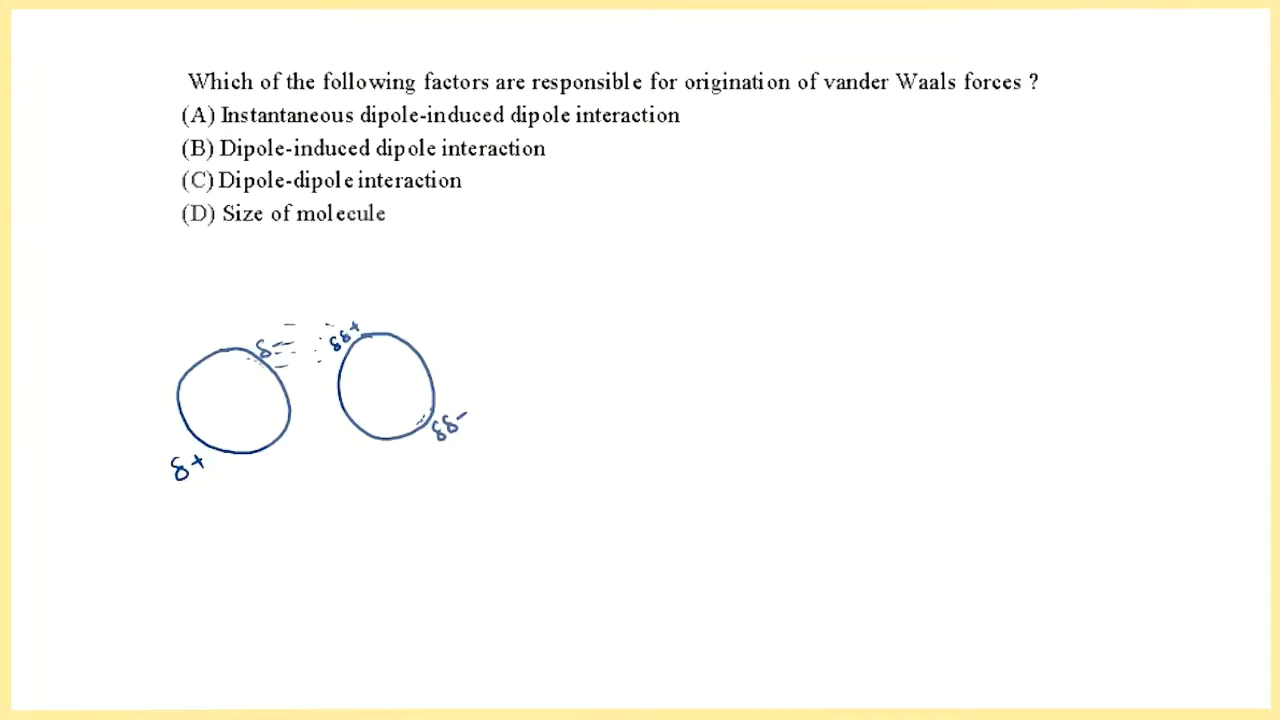 Which of the following factors are responsible for origination of vander Waals forces ?
(A) Instantaneous dipole-induced dipole interaction
(B) Dipole-induced dipole interaction
(C) Dipole-dipole interaction
(D) Size of molecule
δ- δδ+
δδ-
δ+